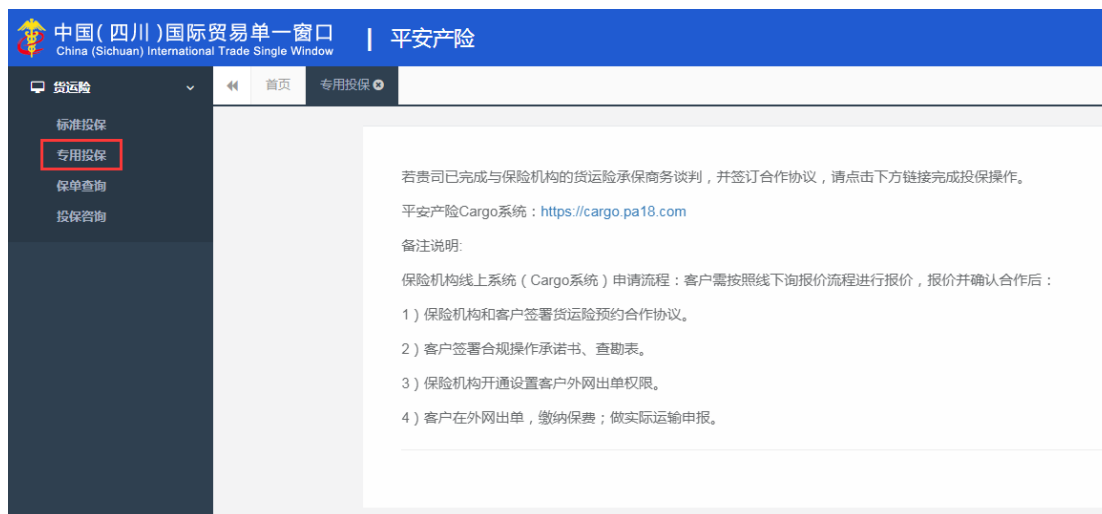 中国(四川)国际贸易单一窗口 | 平安产险
China (Sichuan) International Trade Single Window
货运险
首页
专用投保
标准投保
专用投保
保单查询
投保咨询
若贵司已完成与保险机构的货运险承保商务谈判，并签订合作协议，请点击下方链接完成投保操作。
平安产险Cargo系统：https://cargo.pa18.com
备注说明:
保险机构线上系统（Cargo系统）申请流程：客户需按照线下询报价流程进行报价，报价并确认合作后：
1）保险机构和客户签署货运险预约合作协议。
2）客户签署合规操作承诺书、查勘表。
3）保险机构开通设置客户外网出单权限。
4）客户在外网出单，缴纳保费；做实际运输申报。